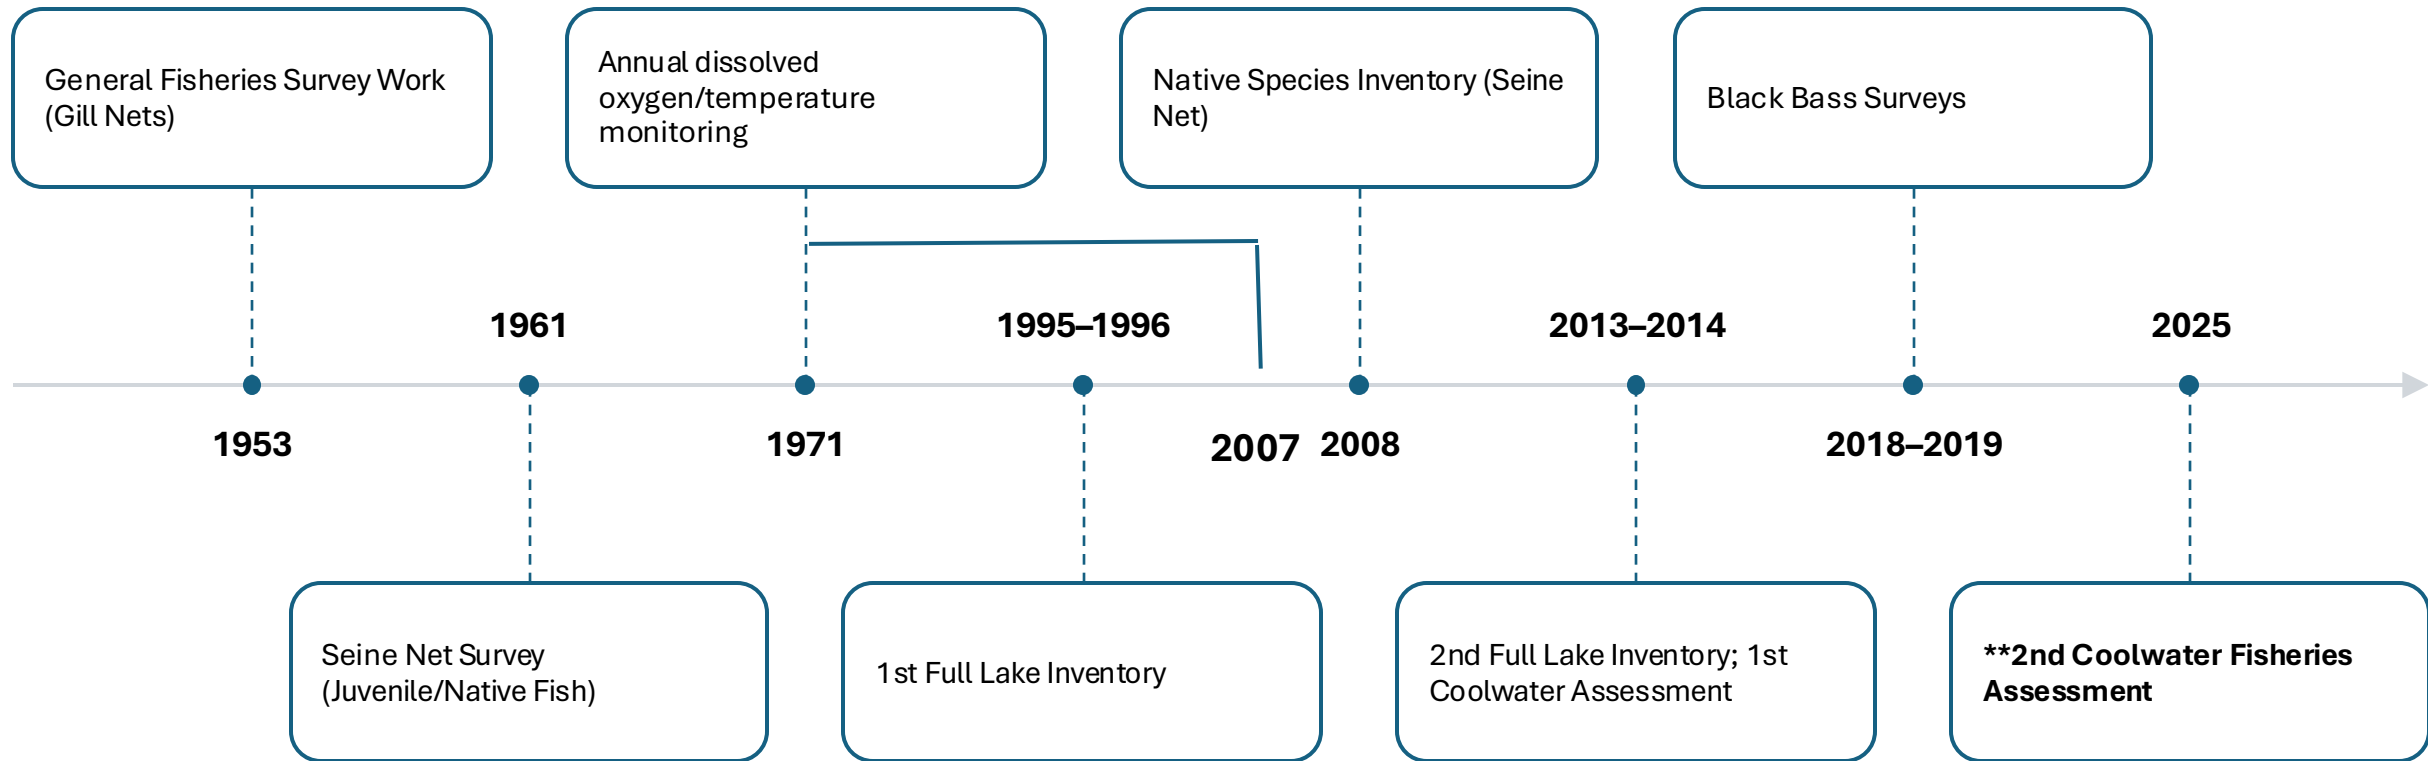 General Fisheries Survey Work
(Gill Nets)
Annual dissolved
oxygen/temperature
monitoring
Native Species Inventory (Seine
Net)
Black Bass Surveys
1961
1995–1996
2013–2014
2025
1953
1971
2007
2008
2018–2019
Seine Net Survey
(Juvenile/Native Fish)
1st Full Lake Inventory
2nd Full Lake Inventory; 1st
Coolwater Assessment
**2nd Coolwater Fisheries
Assessment